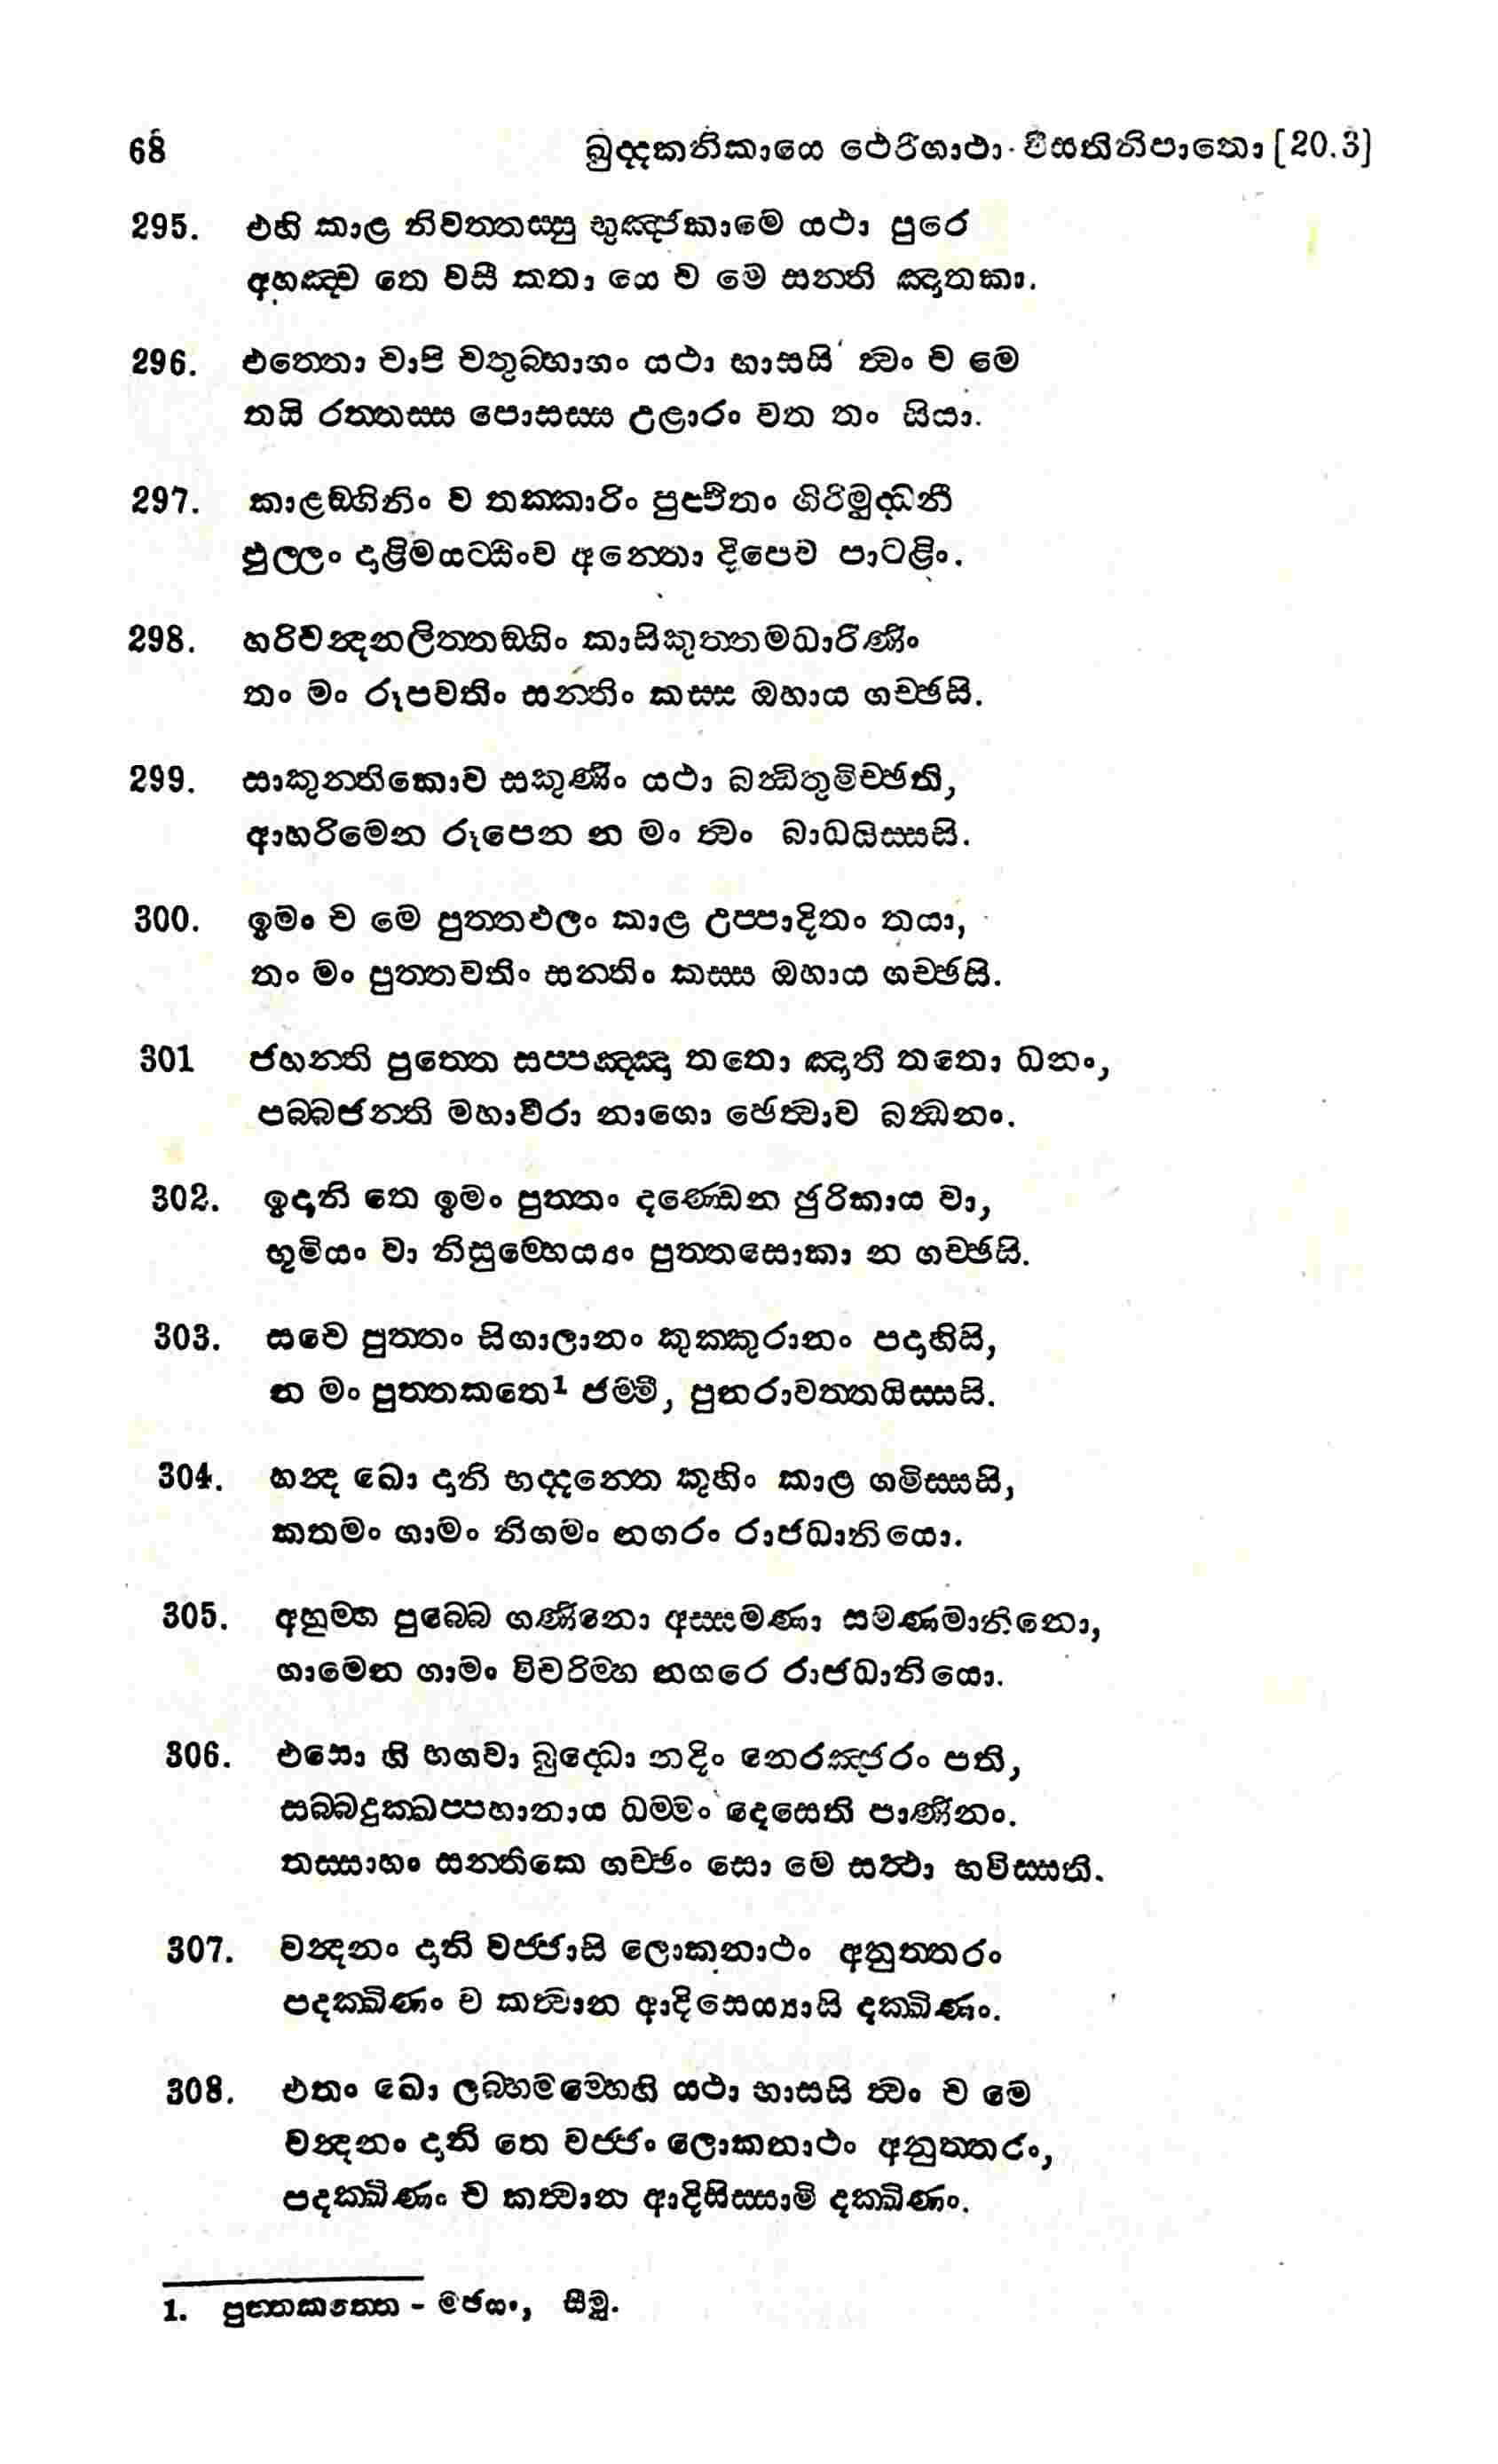 68 ඛුද්දකනිකායෙ ථෙරීගාථා · වීසතිනිපාතො [20.3]
295. එහි කාළ නිවත්තස්සු භුඤ්ජකාමෙ යථා පුරෙ
අහඤ්ච තෙ වසී කතා යෙ ච මෙ සන්ති ඤාතකා.
296. එත්තො චාපි චතුබ්භාගං යථා භාසසි ත්වං ච මෙ
තයි රත්තස්ස පොසස්ස උළාරං වත තං සියා.
297. කාළඞ්ගිනිං ව තක්කාරිං පුප්ඵිතං ගිරිමුද්ධනී
ඵුල්ලං දාළිමයට්ඨිංව අන්තො දීපෙව පාටළිං.
298. හරිචන්දනලිත්තඞ්ගිං කාසිකුත්තමධාරිණිං
තං මං රූපවතිං සන්තිං කස්ස ඔහාය ගච්ඡසි.
299. සාකුන්තිකොව සකුණිං යථා බන්ධිතුමිච්ඡති,
ආහරිමෙන රූපෙන න මං ත්වං බාධයිස්සසි.
300. ඉමං ච මෙ පුත්තඵලං කාළ උප්පාදිතං තයා,
තං මං පුත්තවතිං සන්තිං කස්ස ඔහාය ගච්ඡසි.
301 ජහන්ති පුත්තෙ සප්පඤ්ඤා තතො ඤාතී තතො ධනං,
පබ්බජන්ති මහාවීරා නාගො ඡෙත්වාව බන්ධනං.
302. ඉදානි තෙ ඉමං පුත්තං දණ්ඩෙන ඡුරිකාය වා,
භූමියං වා නිසුම්හෙය්‍යං පුත්තසොකා න ගච්ඡසි.
303. සචෙ පුත්තං සිගාලානං කුක්කුරානං පදාහිසි,
න මං පුත්තකතෙ1 ජම්මී, පුනරාවත්තයිස්සසි.
304. හන්ද ඛො දානි භද්දන්තෙ කුහිං කාළ ගමිස්සසි,
කතමං ගාමං නිගමං නගරං රාජධානියො.
305. අහුම්හ පුබ්බෙ ගණිනො අස්සමණා සමණමානිනො,
ගාමෙන ගාමං විචරිම්හ නගරෙ රාජධානියො.
306. එසො හි භගවා බුද්ධො නදිං නෙරඤ්ජරං පති,
සබ්බදුක්ඛප්පහානාය ධම්මං දෙසෙති පාණිනං.
තස්සාහං සන්තිකෙ ගච්ඡං සො මෙ සත්ථා භවිස්සති.
307. වන්දනං දානි වජ්ජාසි ලොකනාථං අනුත්තරං
පදක්ඛිණං ච කත්වාන ආදිසෙය්‍යාසි දක්ඛිණං.
308. එතං ඛො ලබ්භමම්හෙහි යථා භාසසි ත්වං ච මෙ
වන්දනං දානි තෙ වජ්ජං ලොකනාථං අනුත්තරං,
පදක්ඛිණං ච කත්වාන ආදිසිස්සාමි දක්ඛිණං.
1. පුත්තකත්තෙ - මජසං, සීමු.